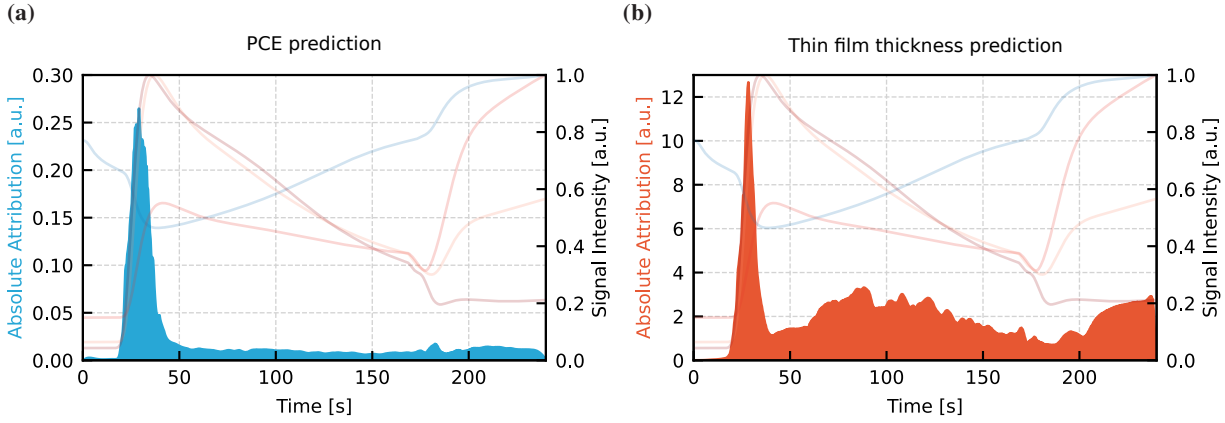 (a)
PCE prediction
Absolute Attribution [a.u.]
0.30
0.25
0.20
0.15
0.10
0.05
0.00
1.0
0.8
0.6
0.4
0.2
0.0
Signal Intensity [a.u.]
0 50 100 150 200
Time [s]
(b)
Thin film thickness prediction
Absolute Attribution [a.u.]
12
10
8
6
4
2
0
1.0
0.8
0.6
0.4
0.2
0.0
Signal Intensity [a.u.]
0 50 100 150 200
Time [s]